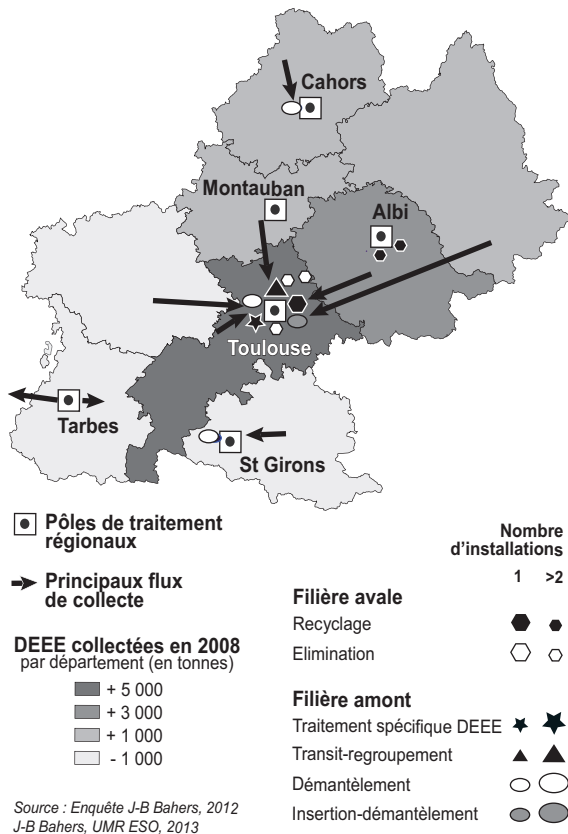 Cahors
Montauban
Albi
Toulouse
Tarbes
St Girons
Pôles de traitement
régionaux
Principaux flux
de collecte
DEEE collectées en 2008
par département (en tonnes)
+ 5 000
+ 3 000
+ 1 000
- 1 000
Source : Enquête J-B Bahers, 2012
J-B Bahers, UMR ESO, 2013
Nombre
d'installations
1 >2
Filière avale
Recyclage
Elimination
Filière amont
Traitement spécifique DEEE
Transit-regroupement
Démantèlement
Insertion-démantèlement